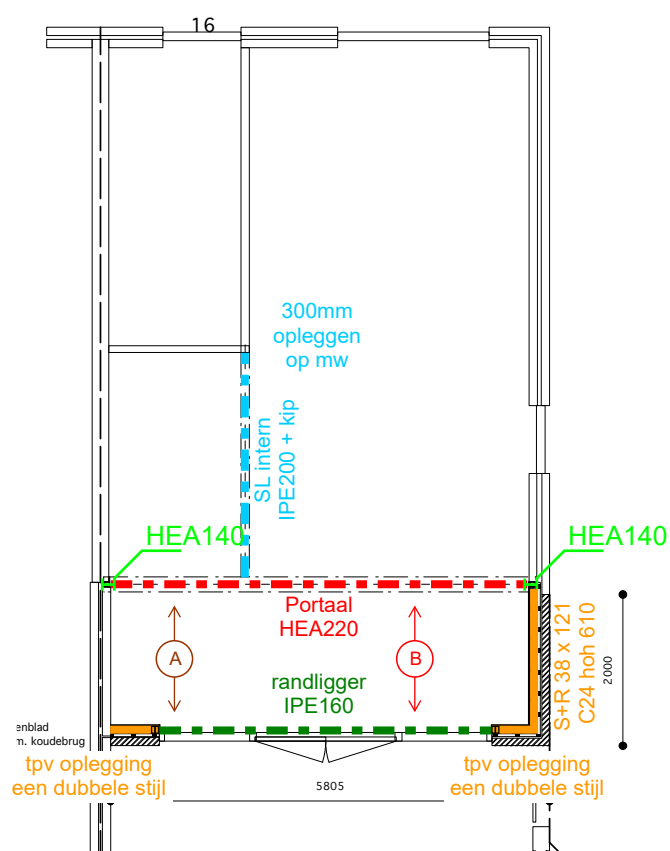 16
300mm
opleggen
op mw
SL intern
IPE200 + kip
HEA140
HEA140
Portaal
HEA220
A
B
randligger
IPE160
S+R 38 x 121
C24 hoh 610
2000
enblad
m. koudebrug
tpv oplegging
een dubbele stijl
tpv oplegging
een dubbele stijl
5805